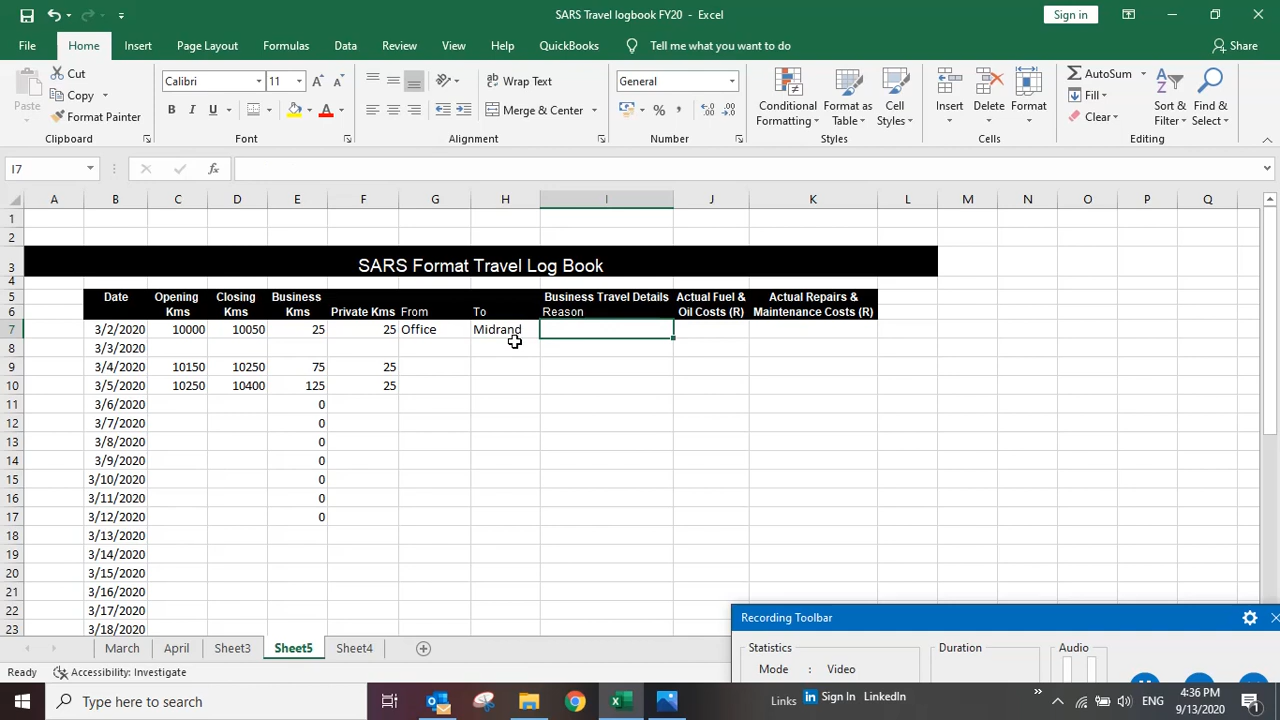 SARS Travel logbook FY20 - Excel
Sign in
File Home Insert Page Layout Formulas Data Review View Help QuickBooks Tell me what you want to do Share
Paste
Cut
Copy
Format Painter
Clipboard
Calibri 11
B I U
Font
Wrap Text
Merge & Center
Alignment
General
Number
Conditional Formatting
Format as Table
Cell Styles
Styles
Insert Delete Format
Cells
AutoSum
Fill
Clear
Sort & Filter
Find & Select
Editing
I7
fx
A B C D E F G H I J K L M N O P Q
1
2
3 SARS Format Travel Log Book
4
5 Date Opening Closing Business Business Travel Details Actual Fuel & Actual Repairs &
6 Kms Kms Kms Private Kms From To Reason Oil Costs (R) Maintenance Costs (R)
7 3/2/2020 10000 10050 25 25 Office Midrand
8 3/3/2020
9 3/4/2020 10150 10250 75 25
10 3/5/2020 10250 10400 125 25
11 3/6/2020 0
12 3/7/2020 0
13 3/8/2020 0
14 3/9/2020 0
15 3/10/2020 0
16 3/11/2020 0
17 3/12/2020 0
18 3/13/2020
19 3/14/2020
20 3/15/2020
21 3/16/2020
22 3/17/2020
23 3/18/2020
Recording Toolbar
Statistics Duration Audio
Mode : Video
March April Sheet3 Sheet5 Sheet4
Ready Accessibility: Investigate
Type here to search
Links Sign In LinkedIn
ENG
4:36 PM
9/13/2020
1